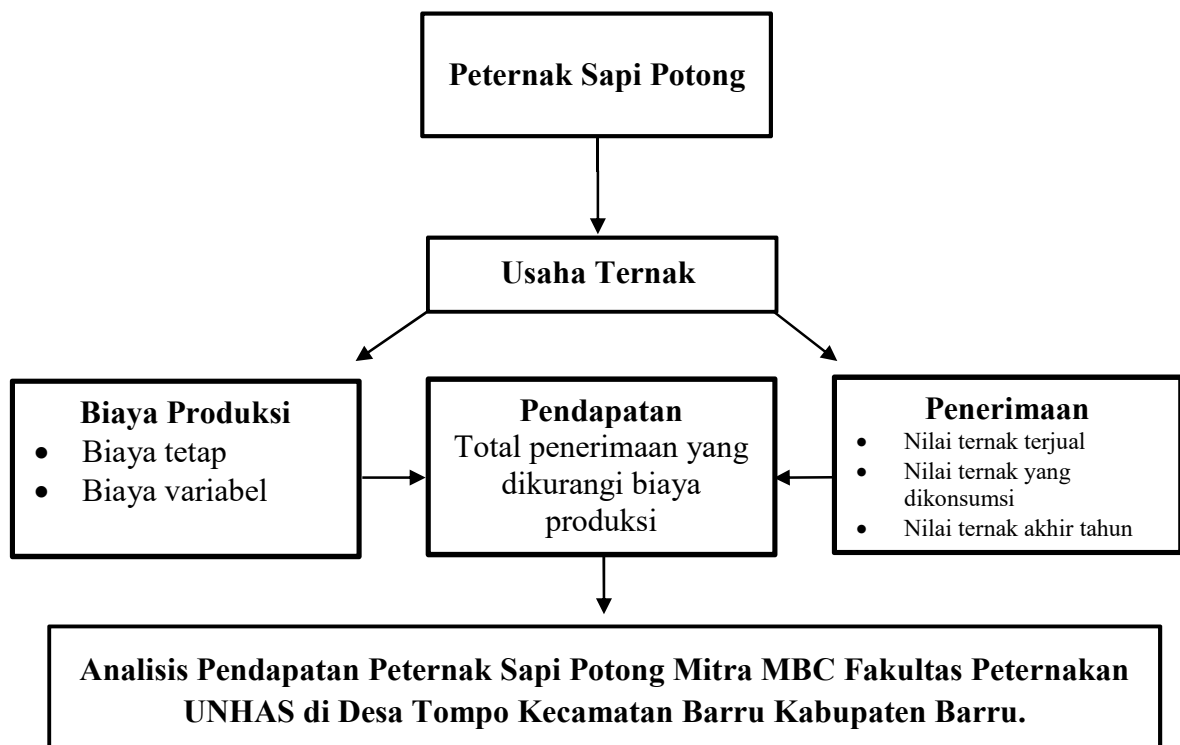 Peternak Sapi Potong
Usaha Ternak
Biaya Produksi
• Biaya tetap
• Biaya variabel
Pendapatan
Total penerimaan yang
dikurangi biaya
produksi
Penerimaan
• Nilai ternak terjual
• Nilai ternak yang
dikonsumsi
• Nilai ternak akhir tahun
Analisis Pendapatan Peternak Sapi Potong Mitra MBC Fakultas Peternakan
UNHAS di Desa Tompo Kecamatan Barru Kabupaten Barru.